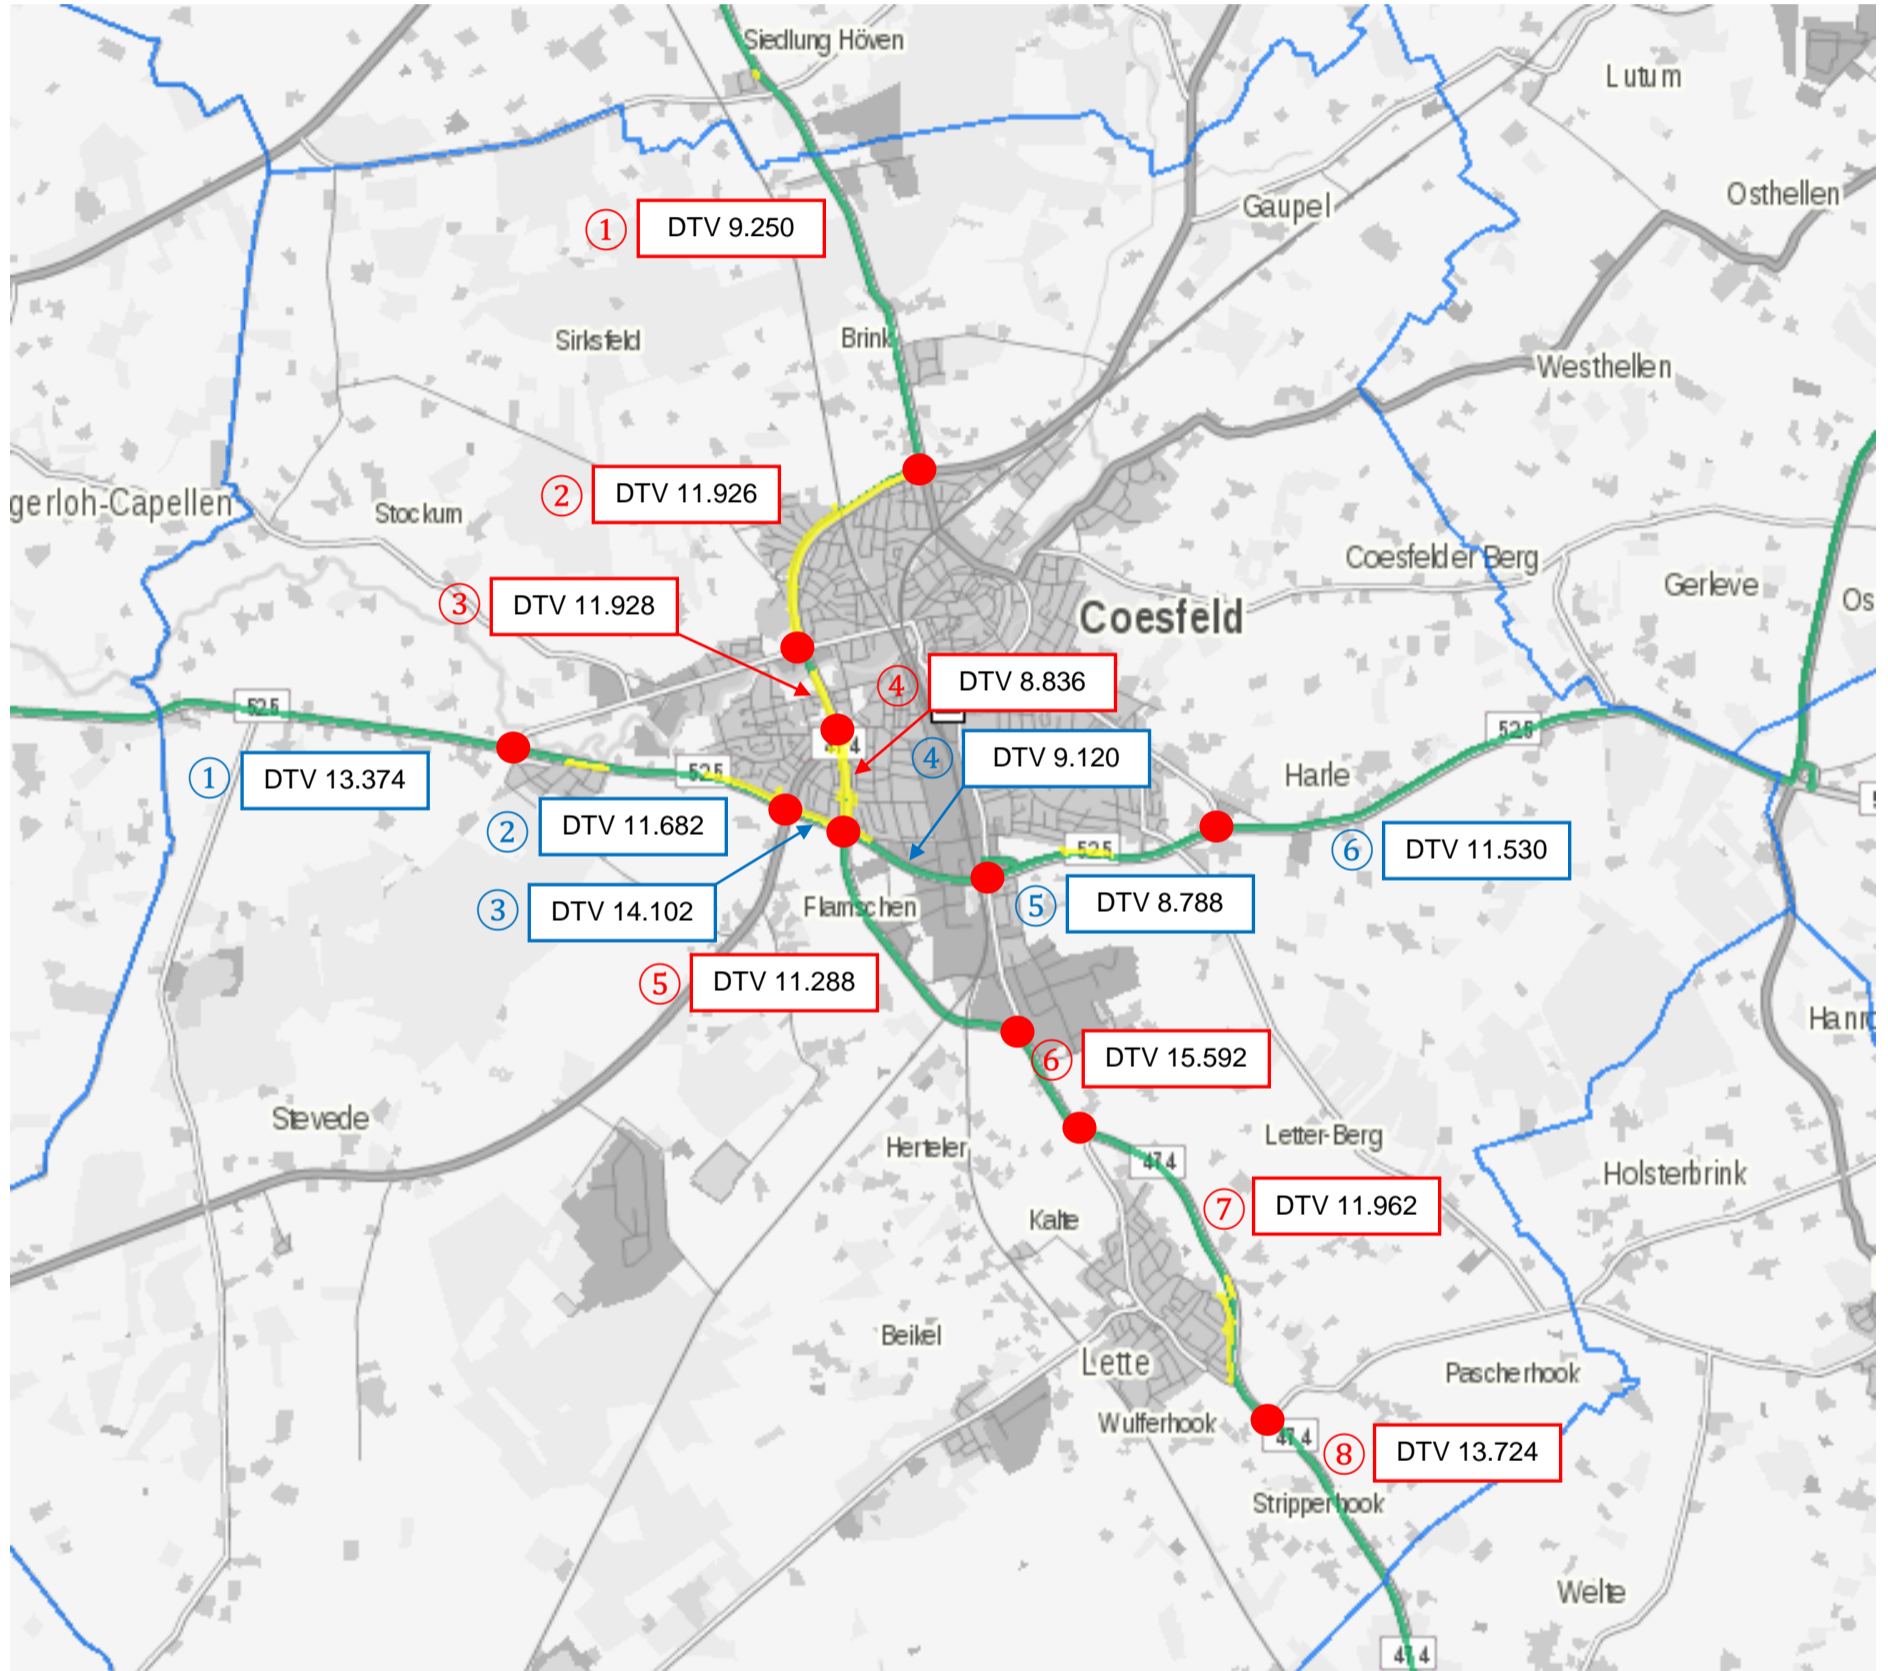 Siedlung Höven
Lutum
Osthellen
Gaupel
① DTV 9.250
Sirksfeld
Brink
Westhellen
② DTV 11.926
gerloh-Capellen
Stockum
Coesfelder Berg
Gerleve
Os
③ DTV 11.928
Coesfeld
④ DTV 8.836
525
525
474
④ DTV 9.120
① DTV 13.374
525
Harle
② DTV 11.682
525
⑥ DTV 11.530
③ DTV 14.102
Flamschen
⑤ DTV 8.788
⑤ DTV 11.288
Hanro
⑥ DTV 15.592
Stevede
Herteler
474
Letter-Berg
Holsterbrink
Kalte
⑦ DTV 11.962
Beikel
Lette
Pascherhook
Wulferhook
474
⑧ DTV 13.724
Stripperhook
Welte
474